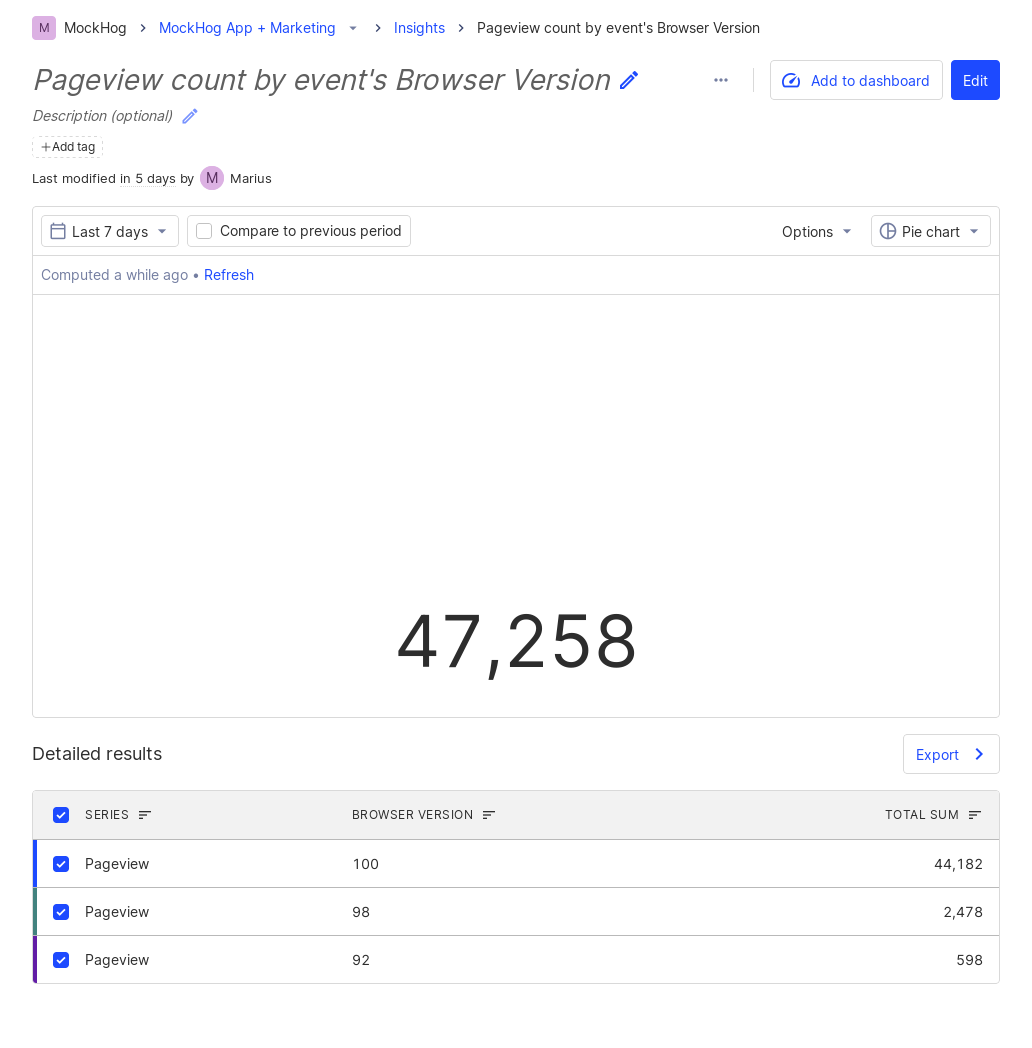 M MockHog MockHog App + Marketing Insights Pageview count by event's Browser Version
Pageview count by event's Browser Version
Add to dashboard Edit
Description (optional)
Add tag
Last modified in 5 days by M Marius
Last 7 days Compare to previous period Options Pie chart
Computed a while ago • Refresh
47,258
Detailed results Export
SERIES BROWSER VERSION TOTAL SUM
Pageview 100 44,182
Pageview 98 2,478
Pageview 92 598